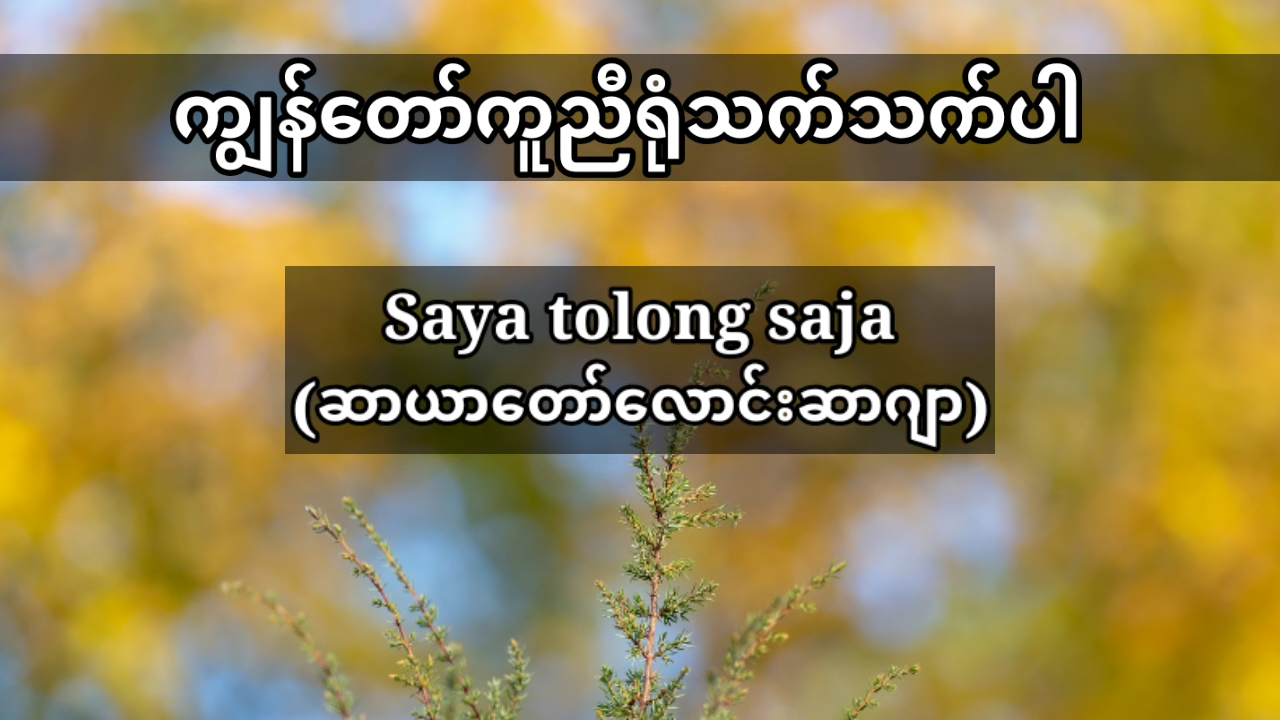 ကျွန်တော်ကူညီရုံသက်သက်ပါ
Saya tolong saja
(ဆာယာတော်လောင်းဆာဂျာ)